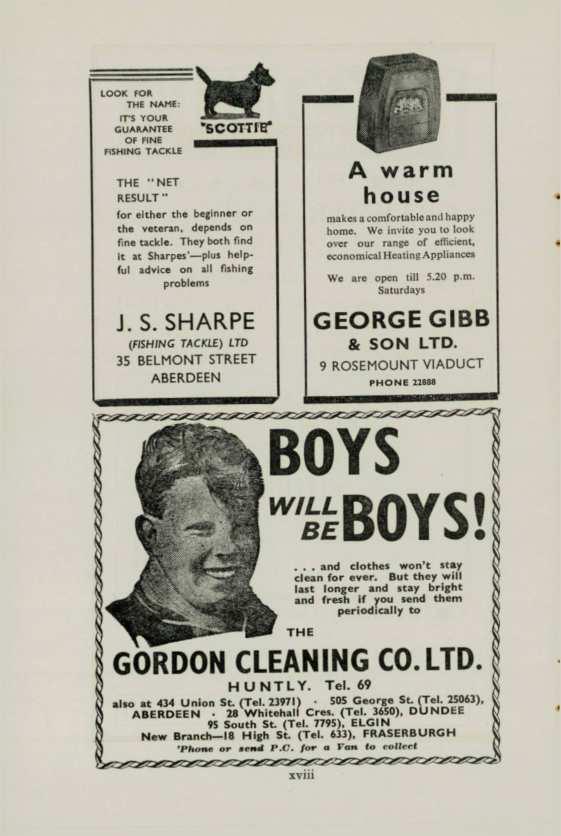 LOOK FOR
THE NAME:
IT'S YOUR
GUARANTEE
OF FINE
FISHING TACKLE
"SCOTTIE"
THE "NET
RESULT"
for either the beginner or
the veteran, depends on
fine tackle. They both find
it at Sharpes'—plus help-
ful advice on all fishing
problems
J. S. SHARPE
(FISHING TACKLE) LTD
35 BELMONT STREET
ABERDEEN
A warm
house
makes a comfortable and happy
home. We invite you to look
over our range of efficient,
economical Heating Appliances
We are open till 5.20 p.m.
Saturdays
GEORGE GIBB
& SON LTD.
9 ROSEMOUNT VIADUCT
PHONE 22888
BOYS
WILL
BE BOYS!
. . . and clothes won't stay
clean for ever. But they will
last longer and stay bright
and fresh if you send them
periodically to
THE
GORDON CLEANING CO. LTD.
HUNTLY. Tel. 69
also at 434 Union St. (Tel. 23971) · 505 George St. (Tel. 25063),
ABERDEEN · 28 Whitehall Cres. (Tel. 3650), DUNDEE
95 South St. (Tel. 7795), ELGIN
New Branch—18 High St. (Tel. 633), FRASERBURGH
'Phone or send P.C. for a Van to collect
xviii